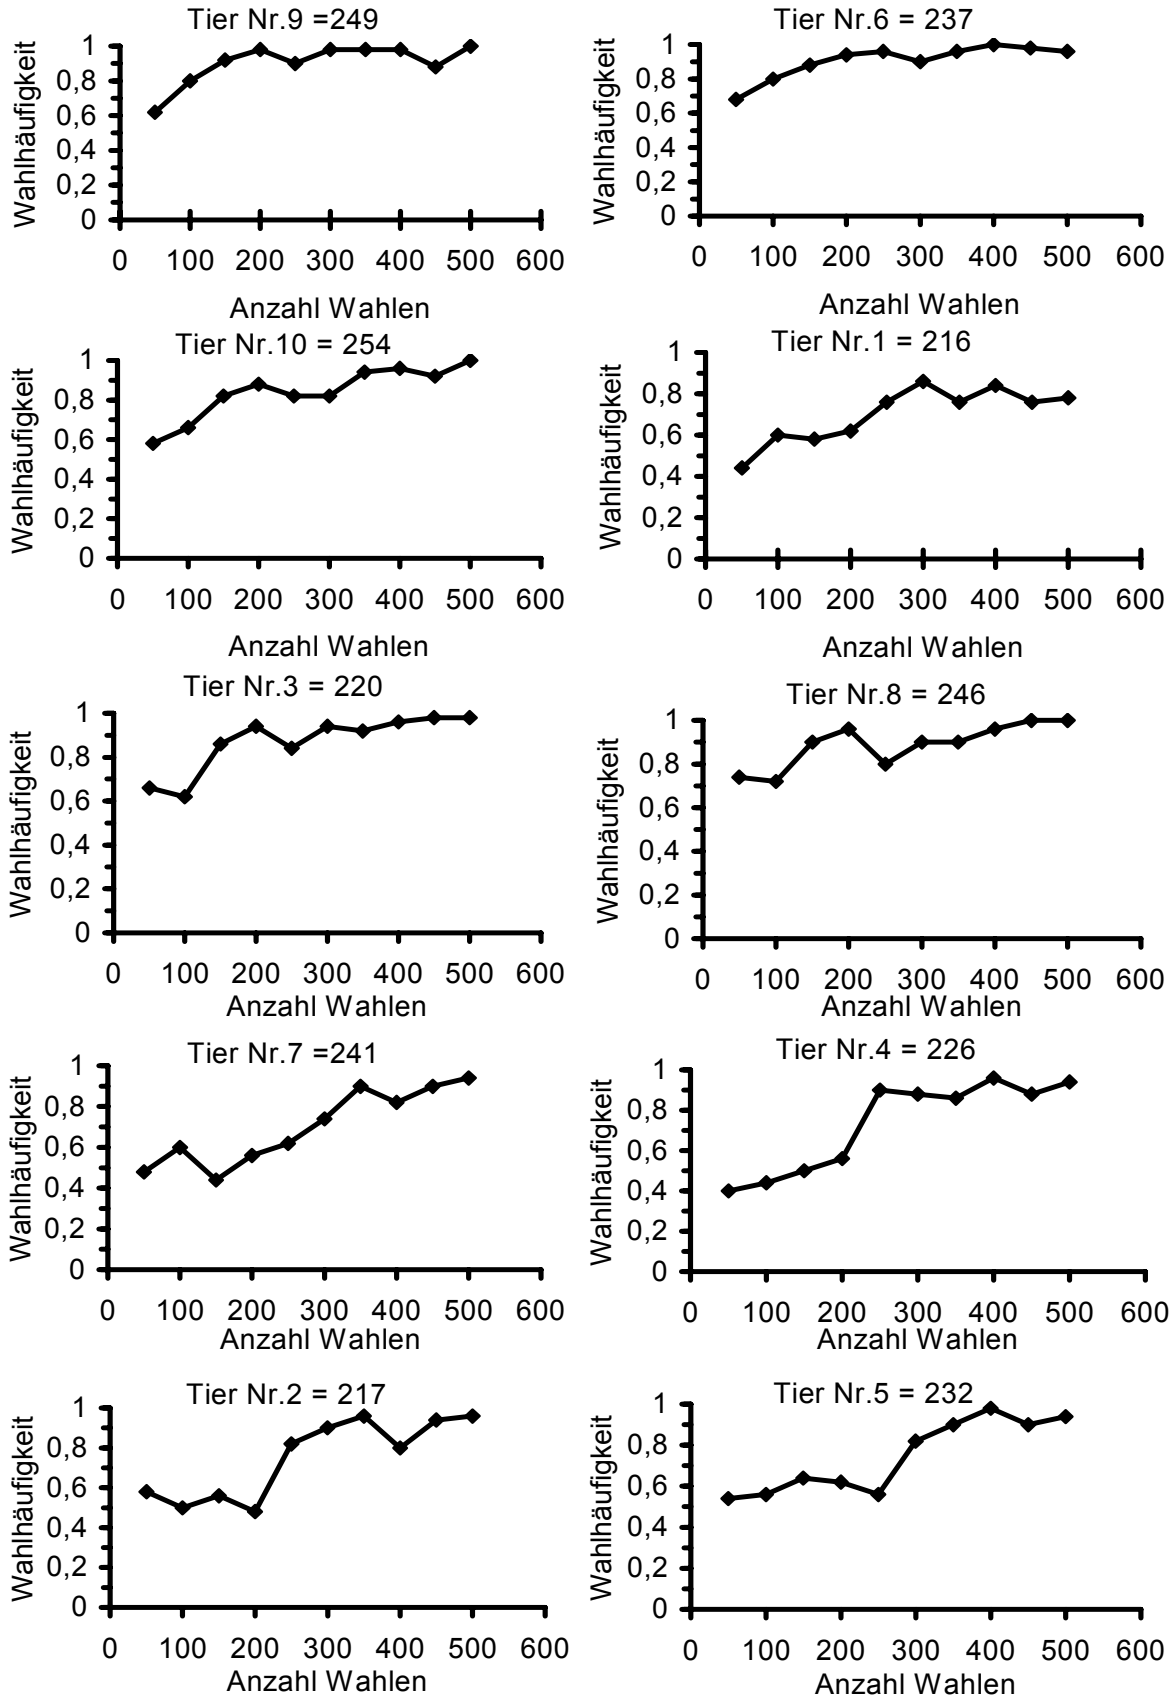 Tier Nr.9 =249
Wahlhäufigkeit
1
0,8
0,6
0,4
0,2
0
0 100 200 300 400 500 600
Anzahl Wahlen
Tier Nr.6 = 237
Wahlhäufigkeit
1
0,8
0,6
0,4
0,2
0
0 100 200 300 400 500 600
Anzahl Wahlen
Tier Nr.10 = 254
Wahlhäufigkeit
1
0,8
0,6
0,4
0,2
0
0 100 200 300 400 500 600
Anzahl Wahlen
Tier Nr.1 = 216
Wahlhäufigkeit
1
0,8
0,6
0,4
0,2
0
0 100 200 300 400 500 600
Anzahl Wahlen
Tier Nr.3 = 220
Wahlhäufigkeit
1
0,8
0,6
0,4
0,2
0
0 100 200 300 400 500 600
Anzahl Wahlen
Tier Nr.8 = 246
Wahlhäufigkeit
1
0,8
0,6
0,4
0,2
0
0 100 200 300 400 500 600
Anzahl Wahlen
Tier Nr.7 =241
Wahlhäufigkeit
1
0,8
0,6
0,4
0,2
0
0 100 200 300 400 500 600
Anzahl Wahlen
Tier Nr.4 = 226
Wahlhäufigkeit
1
0,8
0,6
0,4
0,2
0
0 100 200 300 400 500 600
Anzahl Wahlen
Tier Nr.2 = 217
Wahlhäufigkeit
1
0,8
0,6
0,4
0,2
0
0 100 200 300 400 500 600
Anzahl Wahlen
Tier Nr.5 = 232
Wahlhäufigkeit
1
0,8
0,6
0,4
0,2
0
0 100 200 300 400 500 600
Anzahl Wahlen